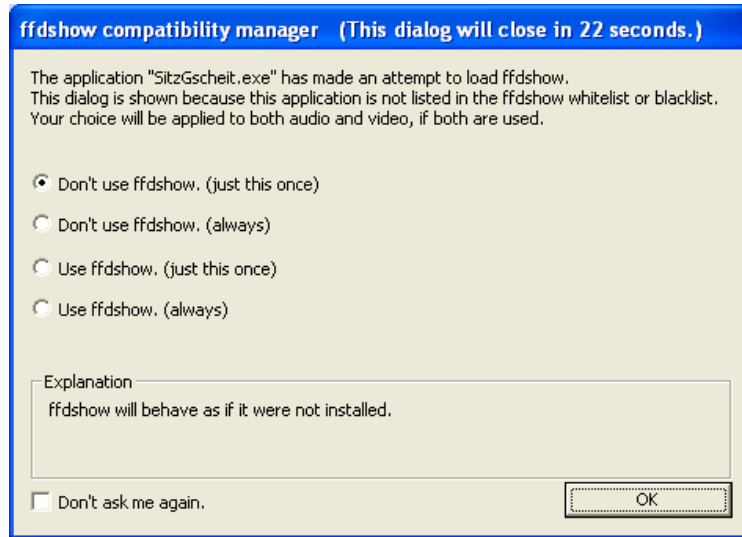 ffdshow compatibility manager (This dialog will close in 22 seconds.)
The application "SitzGscheit.exe" has made an attempt to load ffdshow.
This dialog is shown because this application is not listed in the ffdshow whitelist or blacklist.
Your choice will be applied to both audio and video, if both are used.
Don't use ffdshow. (just this once)
Don't use ffdshow. (always)
Use ffdshow. (just this once)
Use ffdshow. (always)
Explanation
ffdshow will behave as if it were not installed.
Don't ask me again.
OK